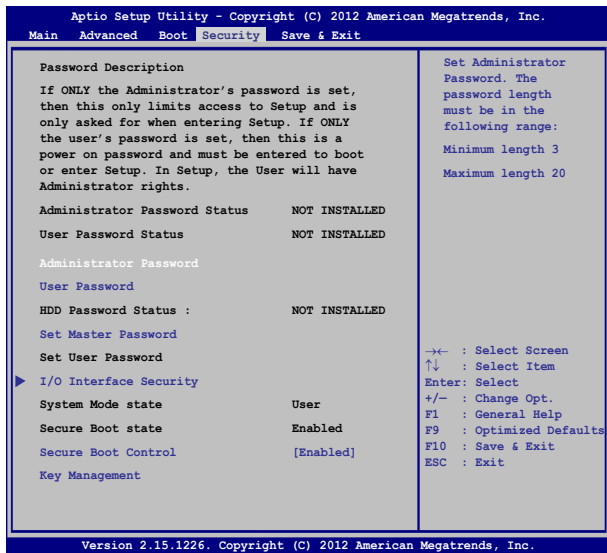 Aptio Setup Utility - Copyright (C) 2012 American Megatrends, Inc.
Main Advanced Boot Security Save & Exit
Password Description
If ONLY the Administrator's password is set,
then this only limits access to Setup and is
only asked for when entering Setup. If ONLY
the user's password is set, then this is a
power on password and must be entered to boot
or enter Setup. In Setup, the User will have
Administrator rights.
Administrator Password Status NOT INSTALLED
User Password Status NOT INSTALLED
Administrator Password
User Password
HDD Password Status : NOT INSTALLED
Set Master Password
Set User Password
I/O Interface Security
System Mode state User
Secure Boot state Enabled
Secure Boot Control [Enabled]
Key Management
Set Administrator
Password. The
password length
must be in the
following range:
Minimum length 3
Maximum length 20
→← : Select Screen
↑↓ : Select Item
Enter: Select
+/— : Change Opt.
F1 : General Help
F9 : Optimized Defaults
F10 : Save & Exit
ESC : Exit
Version 2.15.1226. Copyright (C) 2012 American Megatrends, Inc.